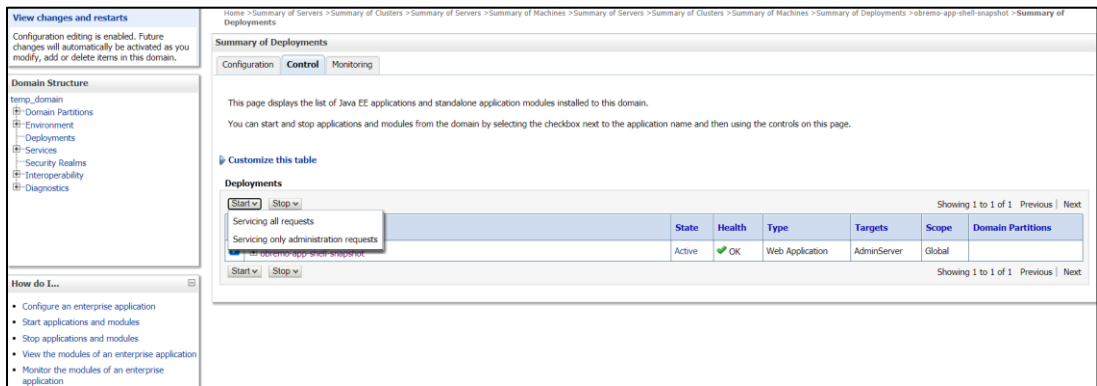 View changes and restarts
Configuration editing is enabled. Future
changes will automatically be activated as you
modify, add or delete items in this domain.
Domain Structure
temp_domain
Domain Partitions
Environment
Deployments
Services
Security Realms
Interoperability
Diagnostics
How do I...
Configure an enterprise application
Start applications and modules
Stop applications and modules
View the modules of an enterprise application
Monitor the modules of an enterprise
application
Home >Summary of Servers >Summary of Clusters >Summary of Machines >Summary of Servers >Summary of Clusters >Summary of Machines >Summary of Deployments >obremo-app-shell-snapshot >Summary of
Deployments
Summary of Deployments
Configuration Control Monitoring
This page displays the list of Java EE applications and standalone application modules installed to this domain.
You can start and stop applications and modules from the domain by selecting the checkbox next to the application name and then using the controls on this page.
Customize this table
Deployments
Start Stop Showing 1 to 1 of 1 Previous | Next
Servicing all requests
Servicing only administration requests
State Health Type Targets Scope Domain Partitions
obremo-app-shell-snapshot Active OK Web Application AdminServer Global
Start Stop Showing 1 to 1 of 1 Previous | Next